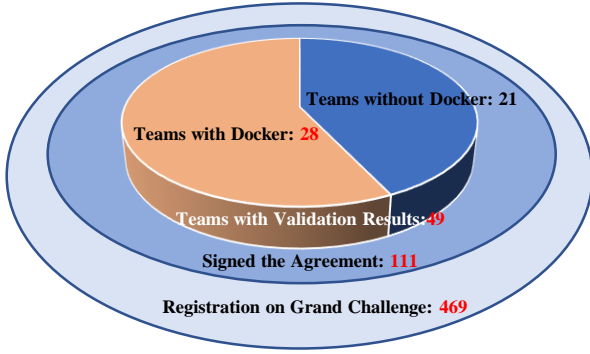 Teams without Docker: 21
Teams with Docker: 28
Teams with Validation Results:49
Signed the Agreement: 111
Registration on Grand Challenge: 469